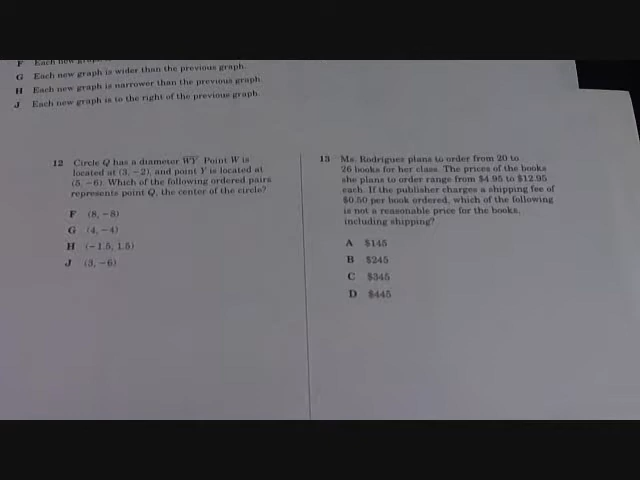 F Each new
G Each new graph is wider than the previous graph.
H Each new graph is narrower than the previous graph.
J Each new graph is to the right of the previous graph.
12 Circle Q has a diameter WY. Point W is
located at (3, −2), and point Y is located at
(5, −6). Which of the following ordered pairs
represents point Q, the center of the circle?
F (8, −8)
G (4, −4)
H (−1.5, 1.5)
J (3, −6)
13 Ms. Rodriguez plans to order from 20 to
26 books for her class. The prices of the books
she plans to order range from $4.95 to $12.95
each. If the publisher charges a shipping fee of
$0.50 per book ordered, which of the following
is not a reasonable price for the books,
including shipping?
A $145
B $245
C $345
D $445